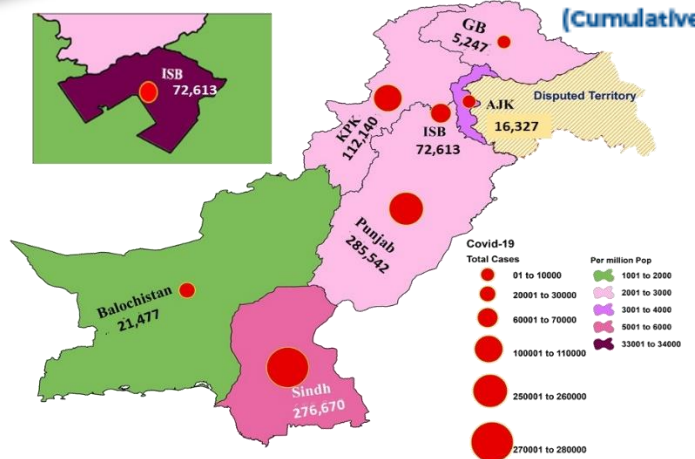 (Cumulative
GB
5,247
ISB
72,613
Disputed Territory
AJK
16,327
KPK
112,140
ISB
72,613
Punjab
285,542
Balochistan
21,477
Sindh
276,670
Covid-19
Total Cases
01 to 10000
20001 to 30000
60001 to 70000
100001 to 110000
250001 to 260000
270001 to 280000
Per million Pop
1001 to 2000
2001 to 3000
3001 to 4000
5001 to 6000
33001 to 34000